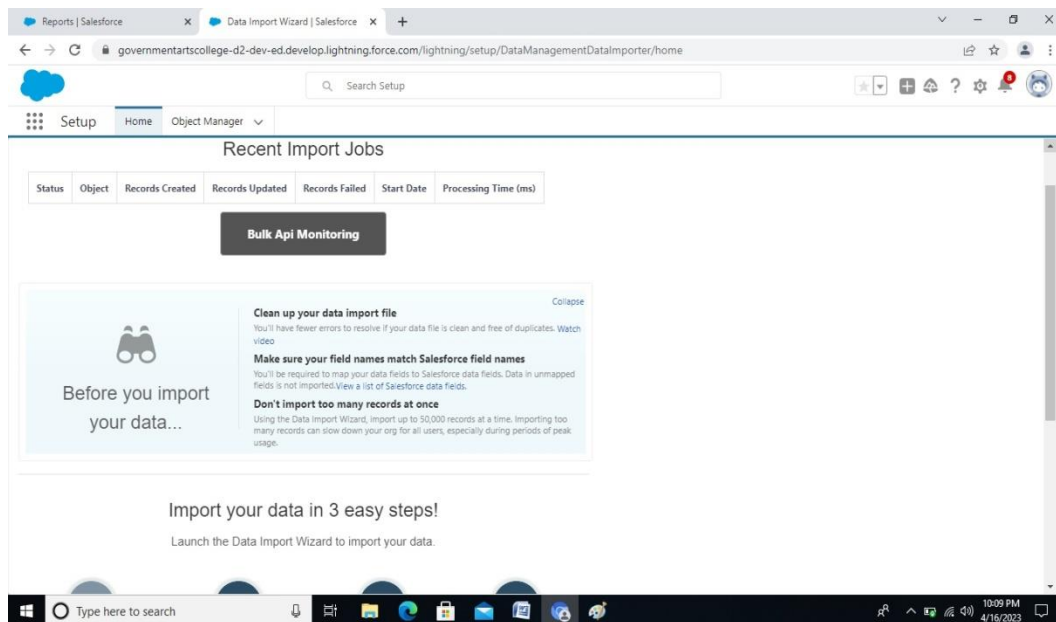 Reports | Salesforce
Data Import Wizard | Salesforce
governmentartscollege-d2-dev-ed.develop.lightning.force.com/lightning/setup/DataManagementDataImporter/home
Search Setup
8
Setup Home Object Manager
Recent Import Jobs
Status Object Records Created Records Updated Records Failed Start Date Processing Time (ms)
Bulk Api Monitoring
Collapse
Clean up your data import file
You'll have fewer errors to resolve if your data file is clean and free of duplicates. Watch
video
Make sure your field names match Salesforce field names
You'll be required to map your data fields to Salesforce data fields. Data in unmapped
fields is not imported.View a list of Salesforce data fields.
Don't import too many records at once
Using the Data Import Wizard, import up to 50,000 records at a time. Importing too
many records can slow down your org for all users, especially during periods of peak
usage.
Before you import
your data...
Import your data in 3 easy steps!
Launch the Data Import Wizard to import your data.
Type here to search
10:09 PM
4/16/2023